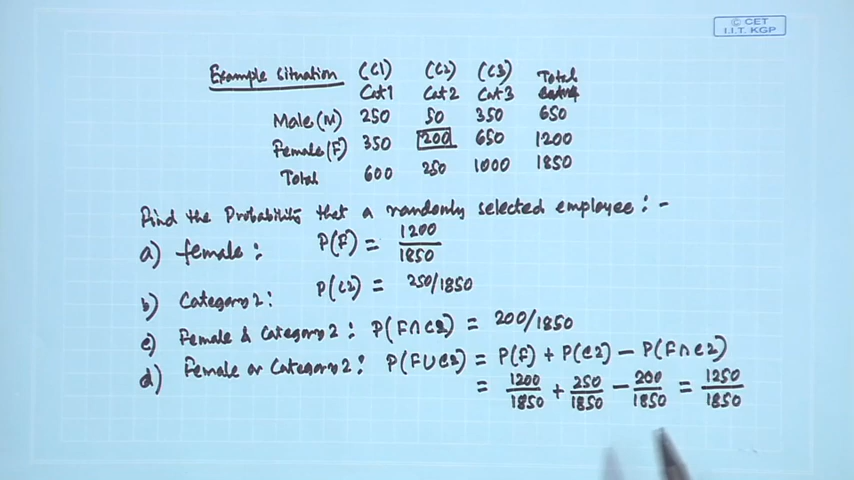 © CET
I.I.T. KGP
Example Situation (C1) (C2) (C3) Total
Cat1 Cat2 Cat3
Male (M) 250 50 350 650
Female (F) 350 200 650 1200
Total 600 250 1000 1850
Find the Probability that a randonly selected employee : -
a) female : P(F) = 1200/1850
b) Category 2 : P(C2) = 250/1850
c) Female & Category 2 : P(F∩C2) = 200/1850
d) Female or Category 2 : P(F∪C2) = P(F) + P(C2) - P(F∩C2)
= 1200/1850 + 250/1850 - 200/1850 = 1250/1850